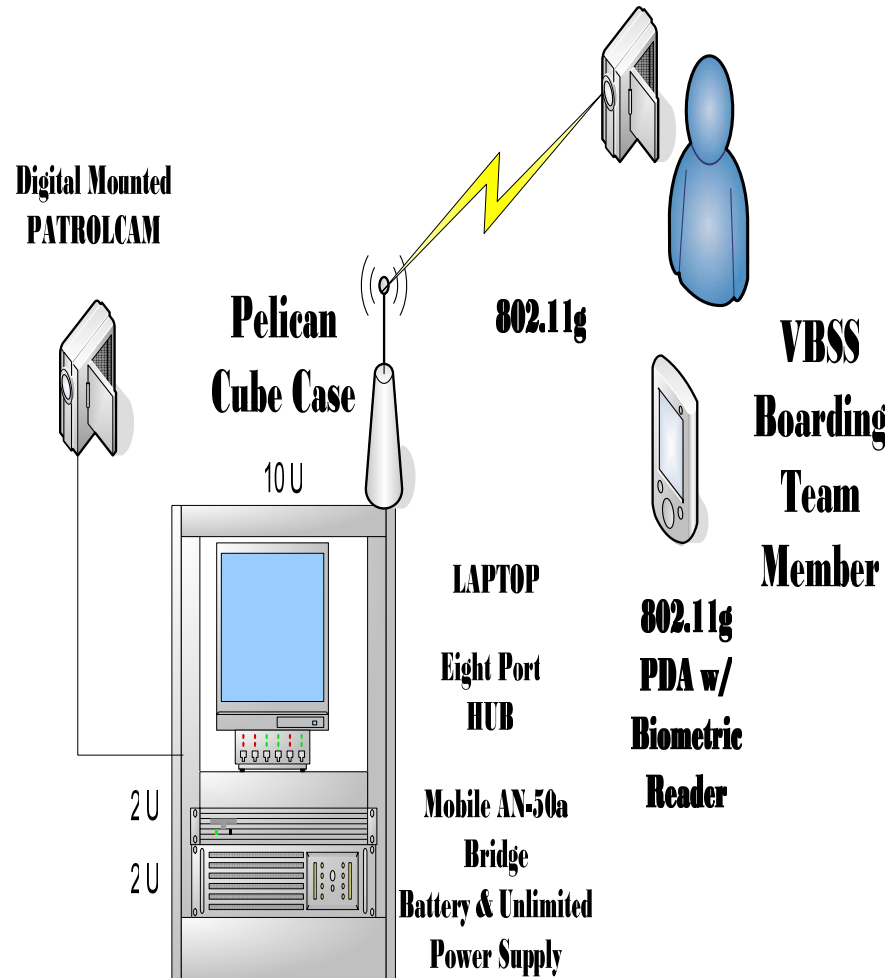 Digital Mounted
PATROLCAM
Pelican
Cube Case
10 U
802.11g
VBSS
Boarding
Team
Member
LAPTOP
Eight Port
HUB
802.11g
PDA w/
Biometric
Reader
2 U
2 U
Mobile AN-50a
Bridge
Battery & Unlimited
Power Supply